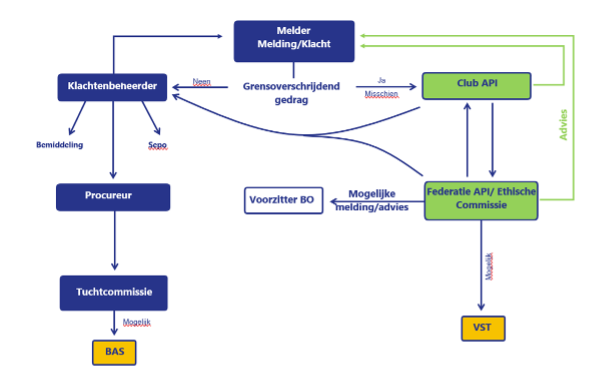 Melder
Melding/Klacht
Klachtenbeheerder
Neen
Grensoverschrijdend
gedrag
Ja
Misschien
Club API
Advies
Bemiddeling
Sepo
Procureur
Voorzitter BO
Mogelijke
melding/advies
Federatie API/ Ethische
Commissie
Mogelijk
Tuchtcommissie
Mogelijk
BAS
VST